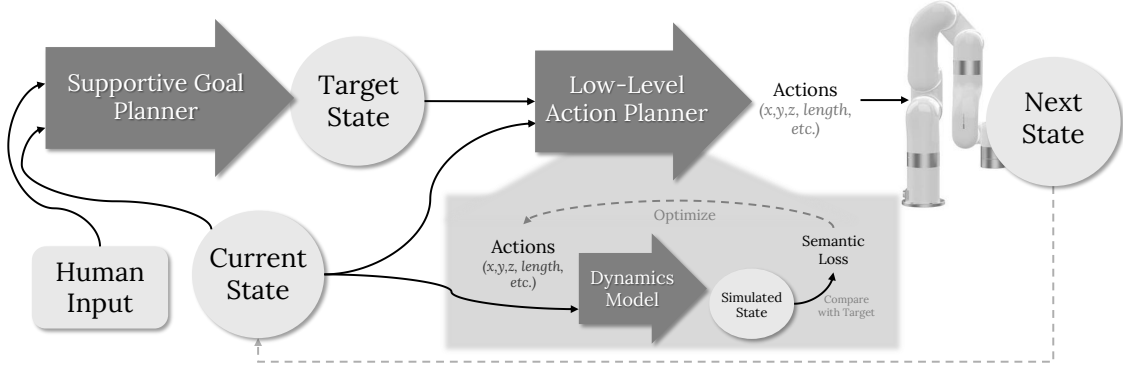 Supportive Goal
Planner
Target
State
Low-Level
Action Planner
Actions
(x,y,z, length,
etc.)
Next
State
Human
Input
Current
State
Optimize
Actions
(x,y,z, length,
etc.)
Dynamics
Model
Simulated
State
Semantic
Loss
Compare
with Target